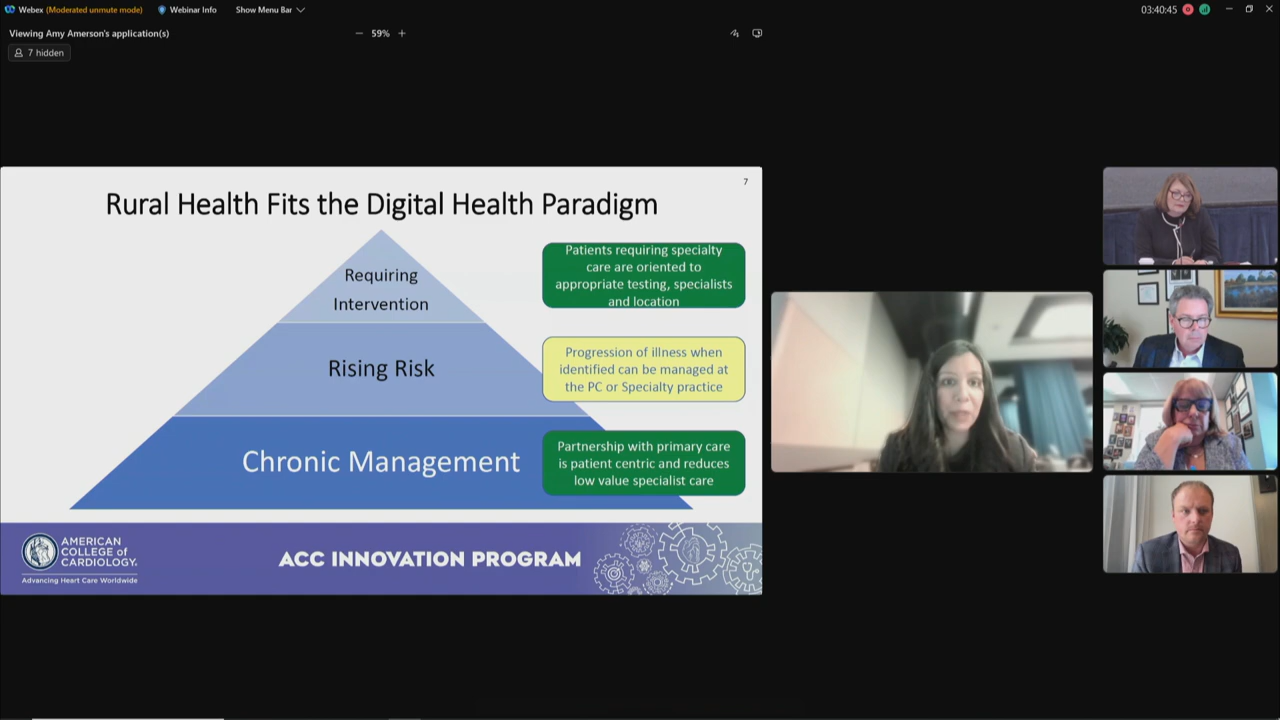 Webex (Moderated unmute mode) Webinar Info Show Menu Bar
03:40:45
Viewing Amy Amerson's application(s)
59%
7 hidden
7
Rural Health Fits the Digital Health Paradigm
Requiring
Intervention
Patients requiring specialty
care are oriented to
appropriate testing, specialists
and location
Rising Risk
Progression of illness when
identified can be managed at
the PC or Specialty practice
Chronic Management
Partnership with primary care
is patient centric and reduces
low value specialist care
AMERICAN
COLLEGE of
CARDIOLOGY®
Advancing Heart Care Worldwide
ACC INNOVATION PROGRAM